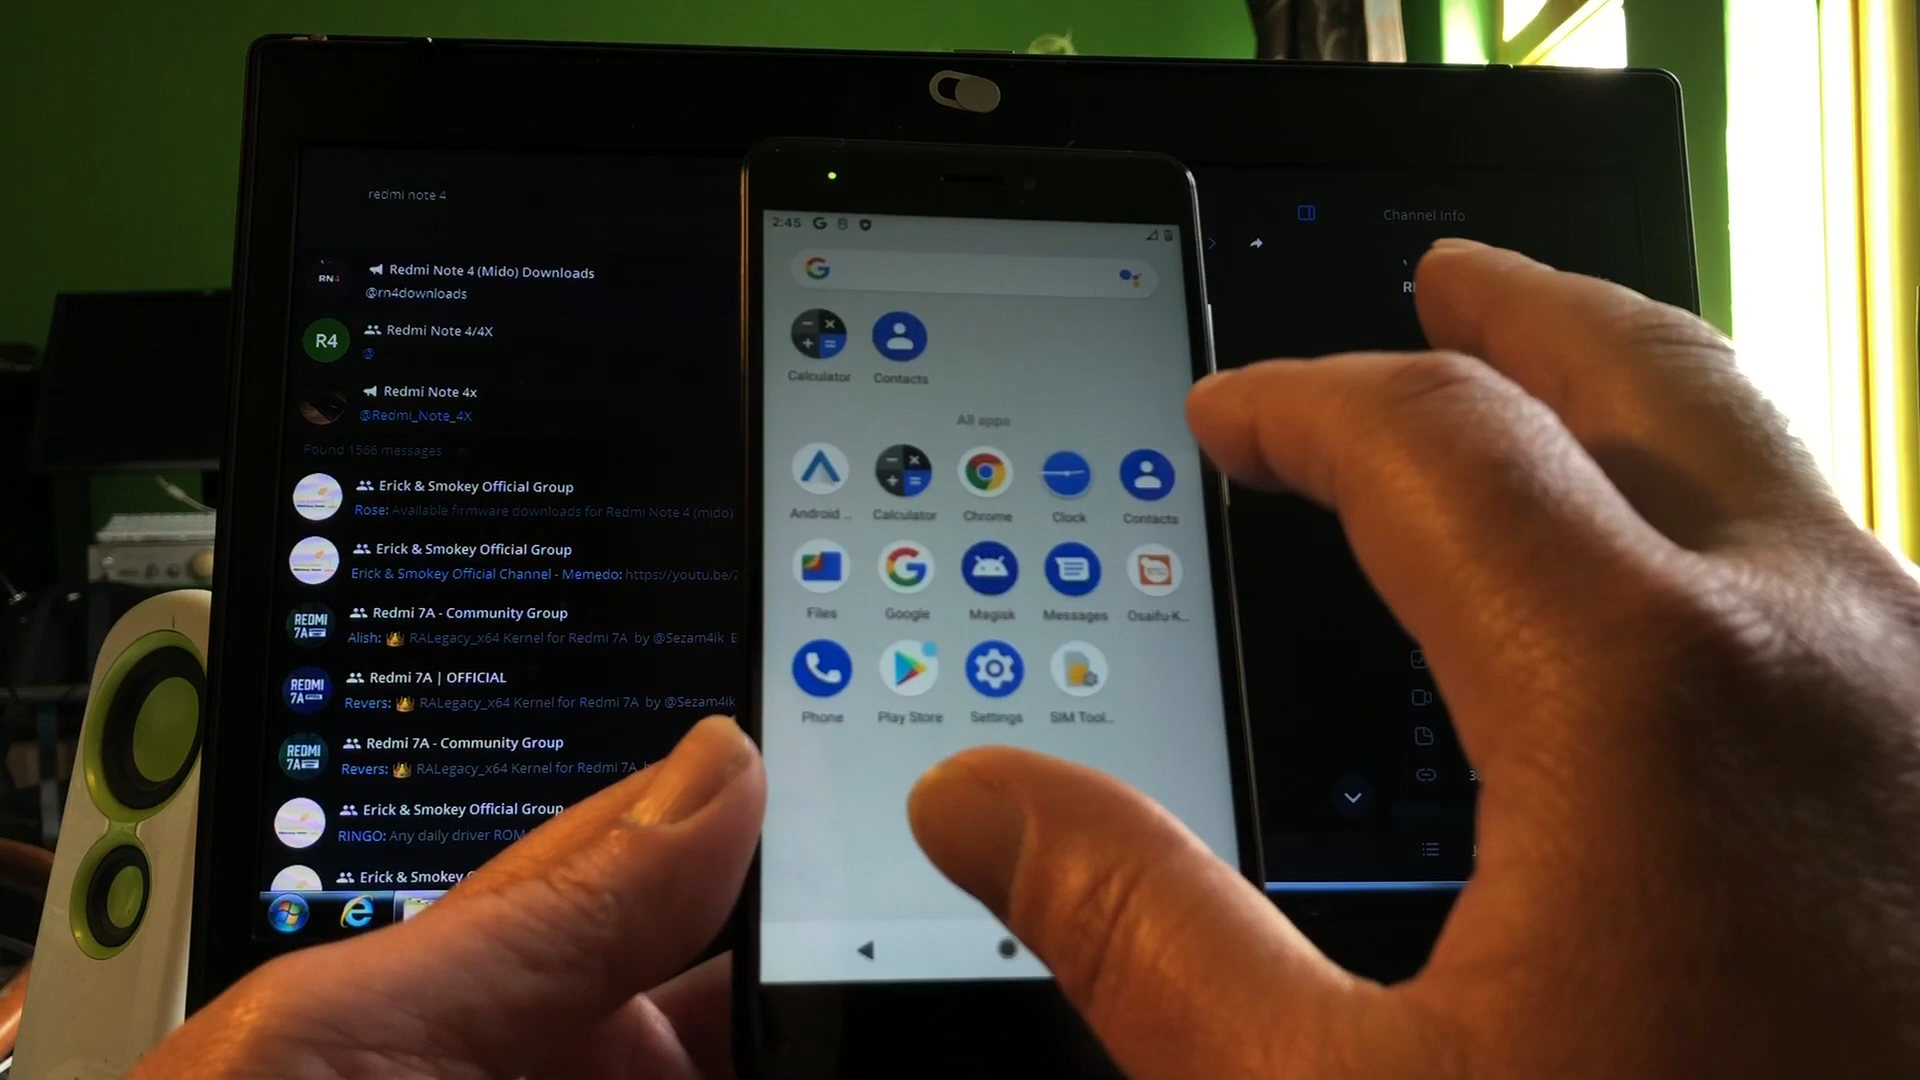 redmi note 4
Redmi Note 4 (Mido) Downloads
@rn4downloads
RN4
Redmi Note 4/4X
R4
@
Redmi Note 4x
@Redmi_Note_4X
Found 1566 messages
Erick & Smokey Official Group
Rose: Available firmware downloads for Redmi Note 4 (mido)
Erick & Smokey Official Group
Erick & Smokey Official Channel - Memedo: https://youtu.be/
Redmi 7A - Community Group
REDMI
7A
Alish: 👑 RALegacy_x64 Kernel for Redmi 7A by @Sezam4ik
Redmi 7A | OFFICIAL
REDMI
7A
Revers: 👑 RALegacy_x64 Kernel for Redmi 7A by @Sezam4ik
Redmi 7A - Community Group
REDMI
7A
Revers: 👑 RALegacy_x64 Kernel for Redmi 7A
Erick & Smokey Official Group
RINGO: Any daily driver ROM
Erick & Smokey
2:45 G
G
Calculator Contacts
All apps
Android ... Calculator Chrome Clock Contacts
Files Google Magisk Messages Osaifu-K...
Phone Play Store Settings SIM Tool...
Channel Info